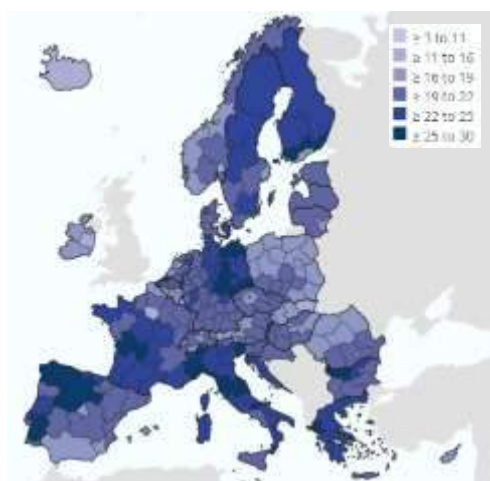 ≥ 1 to 11
≥ 11 to 16
≥ 16 to 19
≥ 19 to 22
≥ 22 to 25
≥ 25 to 30